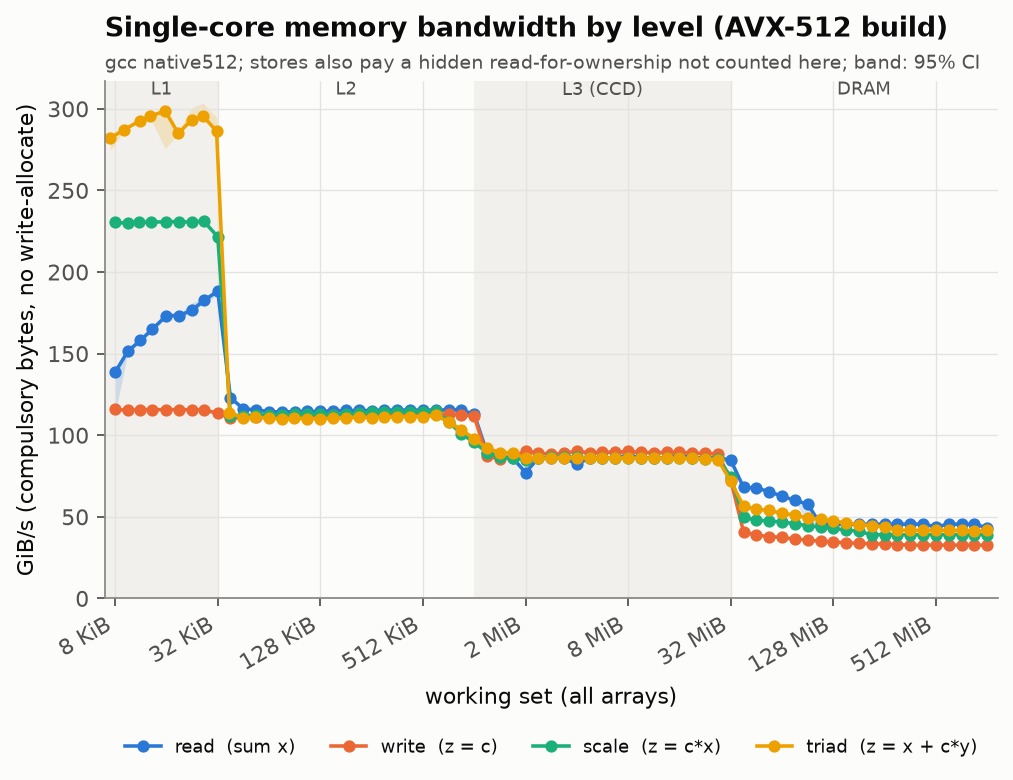 Single-core memory bandwidth by level (AVX-512 build)
gcc native512; stores also pay a hidden read-for-ownership not counted here; band: 95% CI
L1
L2
L3 (CCD)
DRAM
GiB/s (compulsory bytes, no write-allocate)
300
250
200
150
100
50
0
8 KiB
32 KiB
128 KiB
512 KiB
2 MiB
8 MiB
32 MiB
128 MiB
512 MiB
working set (all arrays)
read  (sum x)
write  (z = c)
scale  (z = c*x)
triad  (z = x + c*y)